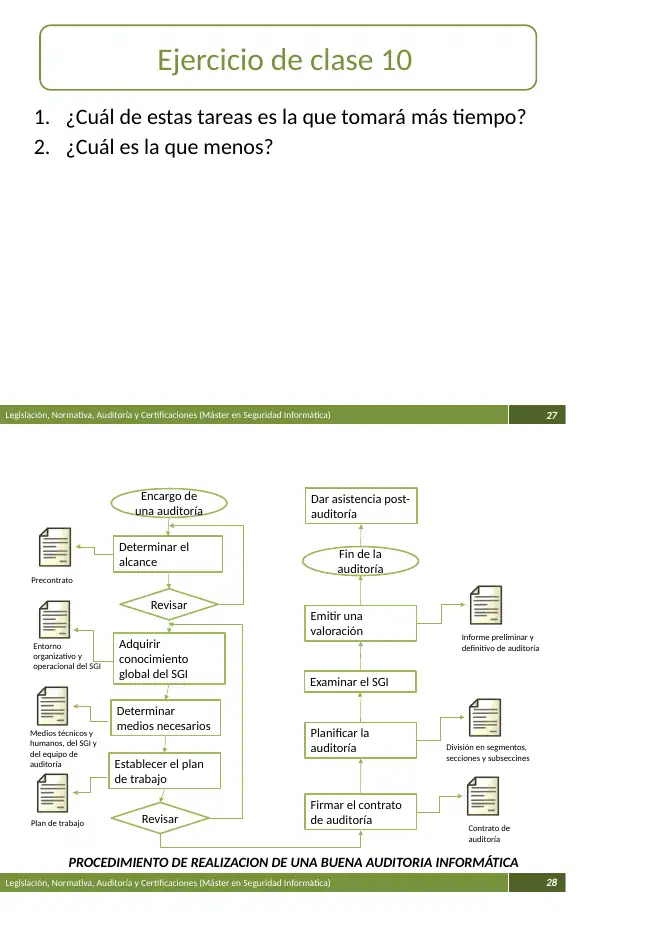 Ejercicio de clase 10
1. ¿Cuál de estas tareas es la que tomará más tiempo?
2. ¿Cuál es la que menos?
Legislación, Normativa, Auditoría y Certificaciones (Máster en Seguridad Informàtica)
27
Encargo de
una auditoría
Determinar el
alcance
Precontrato
Revisar
Entorno
organizativo y
operacional del SGI
Adquirir
conocimiento
global del SGI
Determinar
medios necesarios
Medios técnicos y
humanos, del SGI y
del equipo de
auditoría
Establecer el plan
de trabajo
Plan de trabajo
Revisar
Dar asistencia post-
auditoría
Fin de la
auditoría
Emitir una
valoración
Informe preliminar y
definitivo de auditoría
Examinar el SGI
Planificar la
auditoría
División en segmentos,
secciones y subseccines
Firmar el contrato
de auditoría
Contrato de
auditoría
PROCEDIMIENTO DE REALIZACION DE UNA BUENA AUDITORIA INFORMÁTICA
Legislación, Normativa, Auditoría y Certificaciones (Máster en Seguridad Informàtica)
28